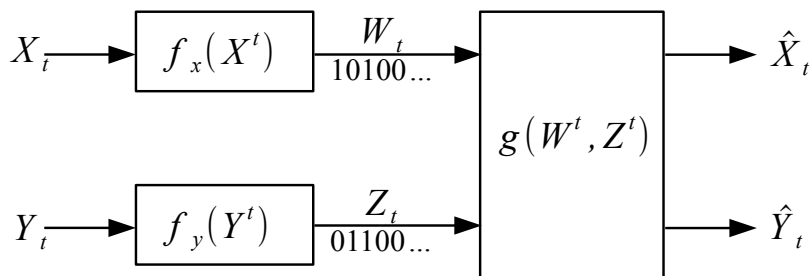 X_t
f_x(X^t)
W_t
10100...
X̂_t
g(W^t, Z^t)
Y_t
f_y(Y^t)
Z_t
01100...
Ŷ_t